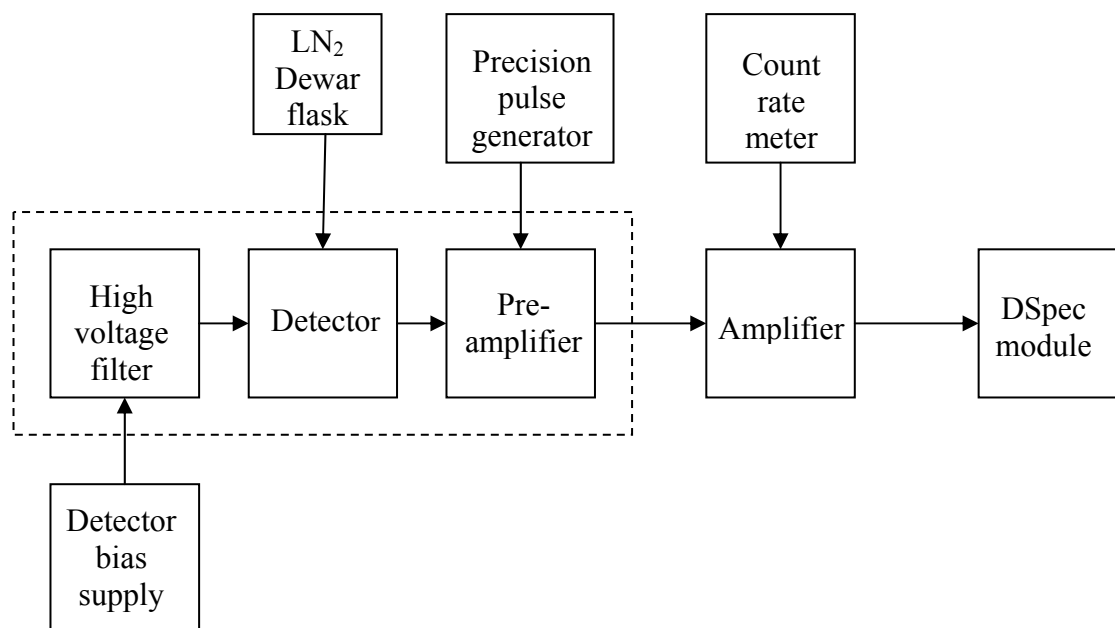 LN₂
Dewar
flask
Precision
pulse
generator
Count
rate
meter
High
voltage
filter
Detector
Pre-
amplifier
Amplifier
DSpec
module
Detector
bias
supply